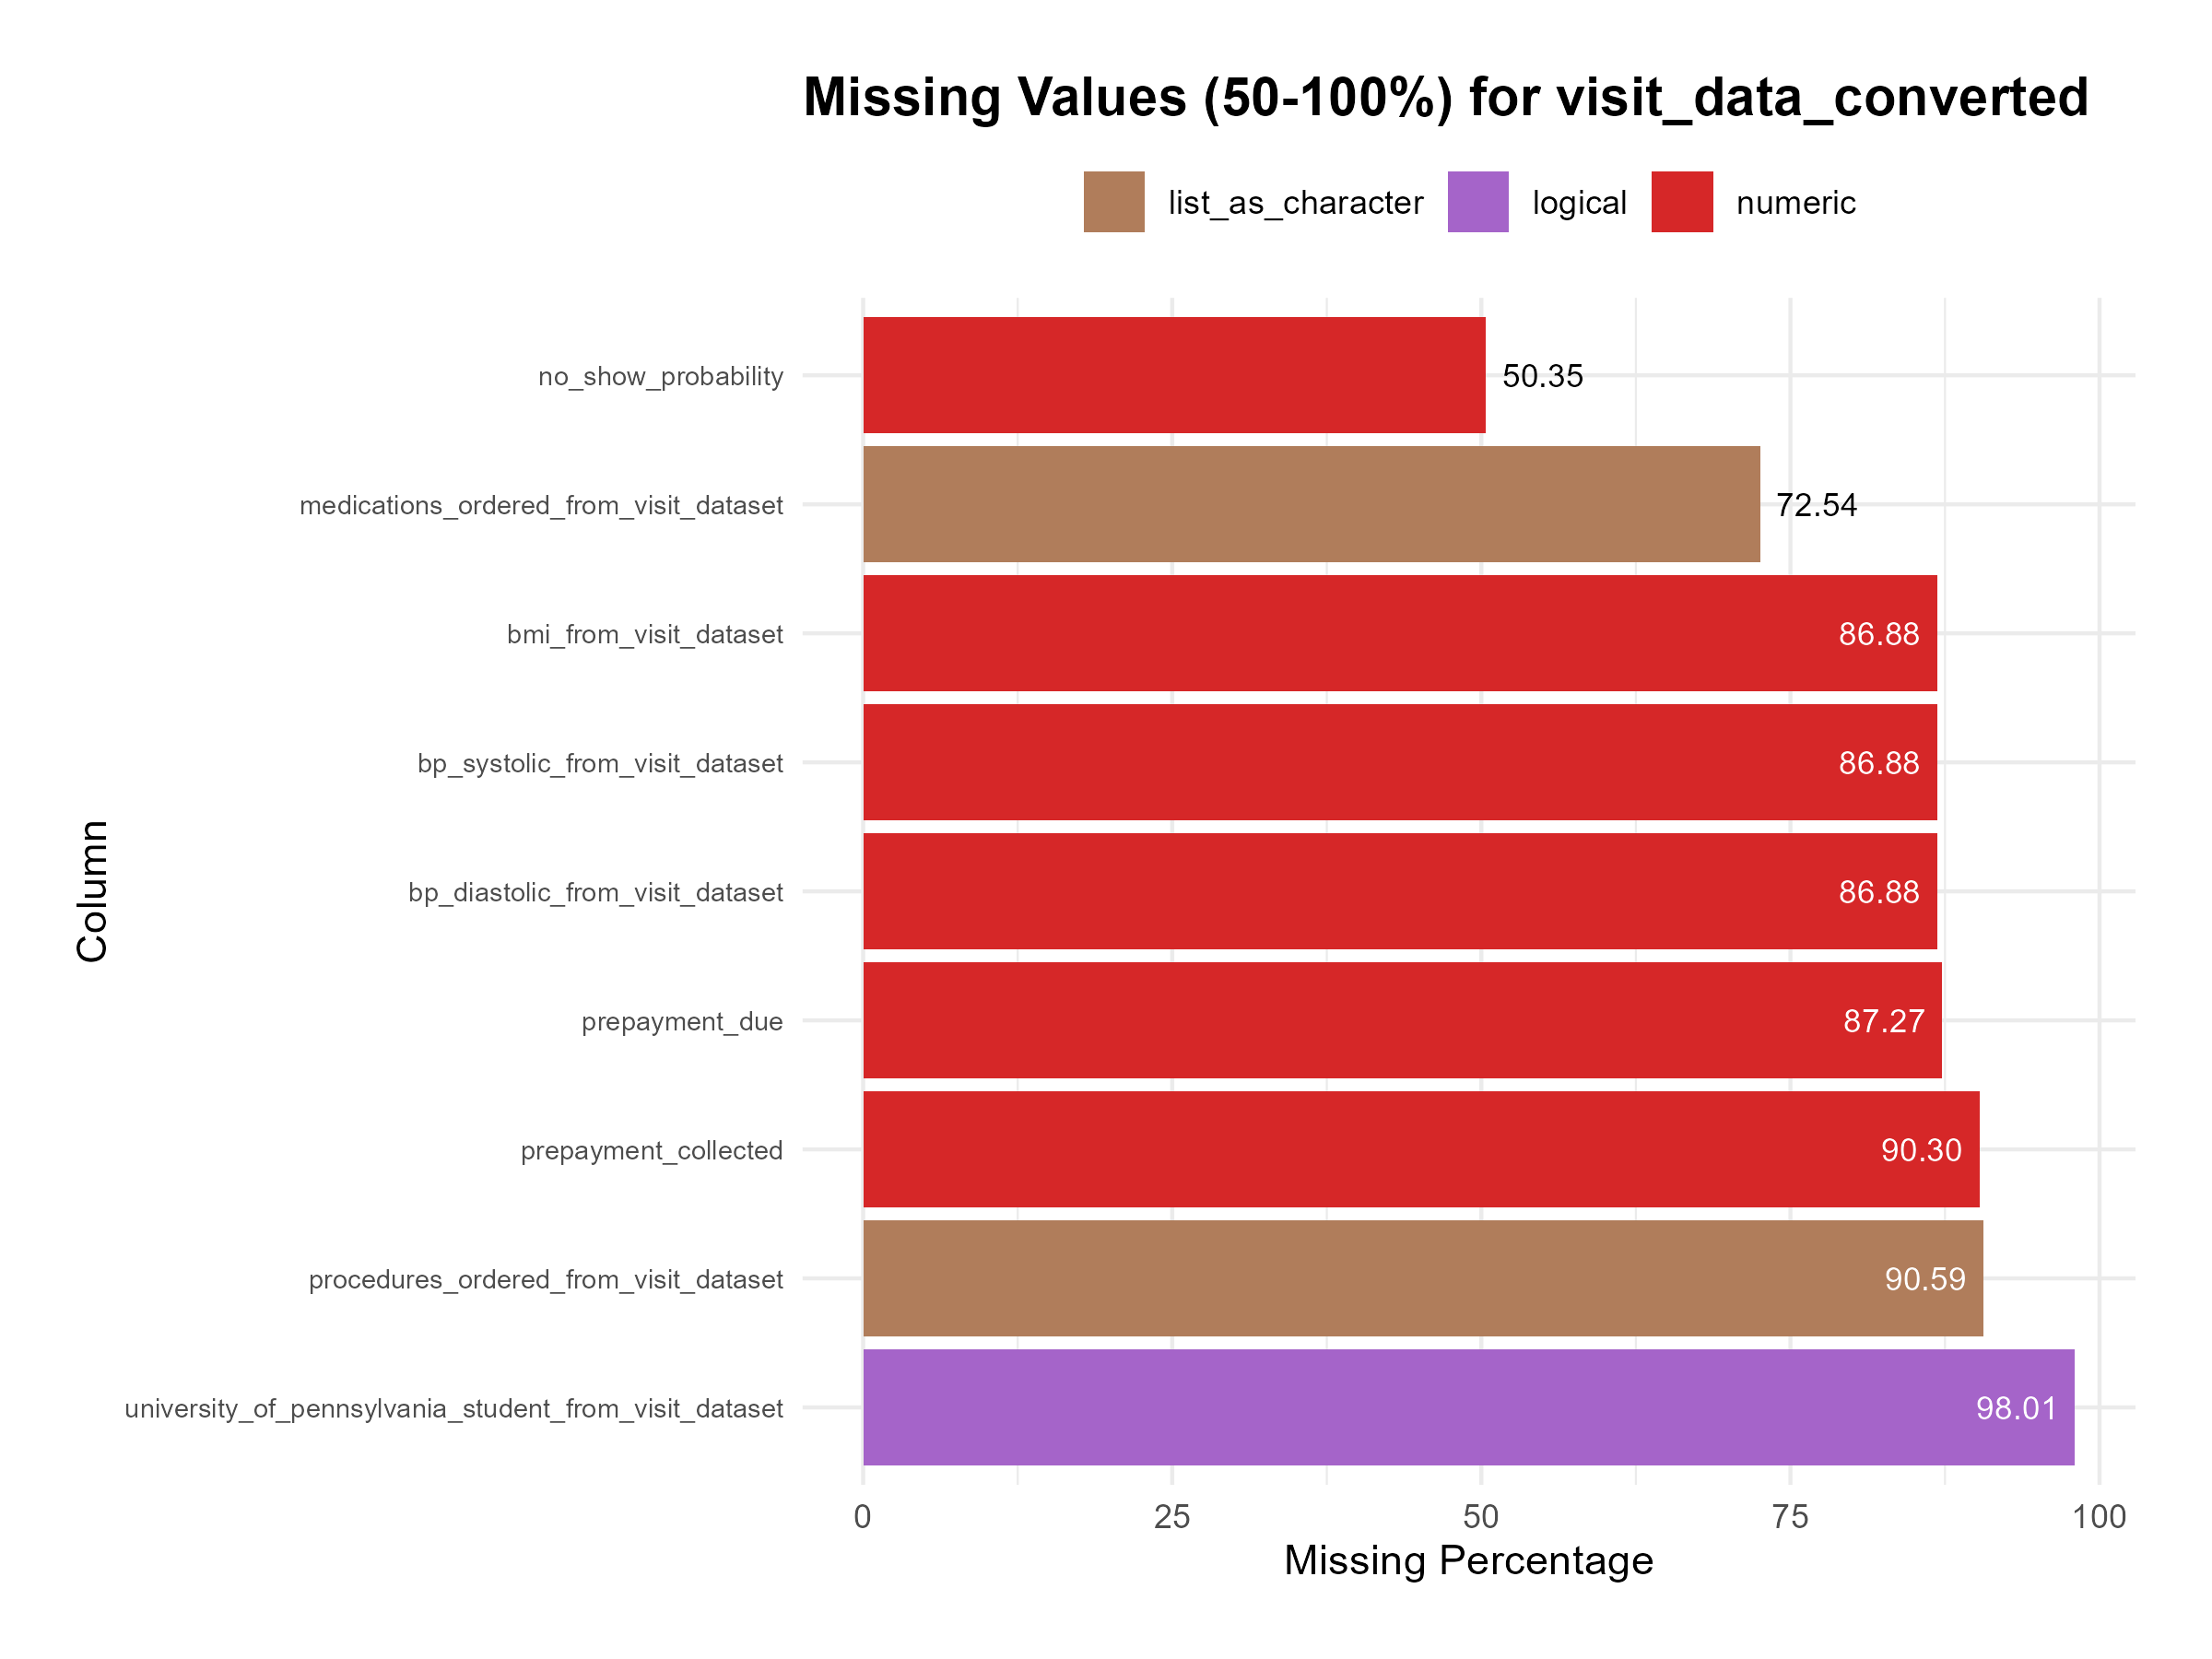 Missing Values (50-100%) for visit_data_converted
list_as_character logical numeric
no_show_probability 50.35
medications_ordered_from_visit_dataset 72.54
bmi_from_visit_dataset 86.88
bp_systolic_from_visit_dataset 86.88
bp_diastolic_from_visit_dataset 86.88
prepayment_due 87.27
prepayment_collected 90.30
procedures_ordered_from_visit_dataset 90.59
university_of_pennsylvania_student_from_visit_dataset 98.01
Column
0 25 50 75 100
Missing Percentage